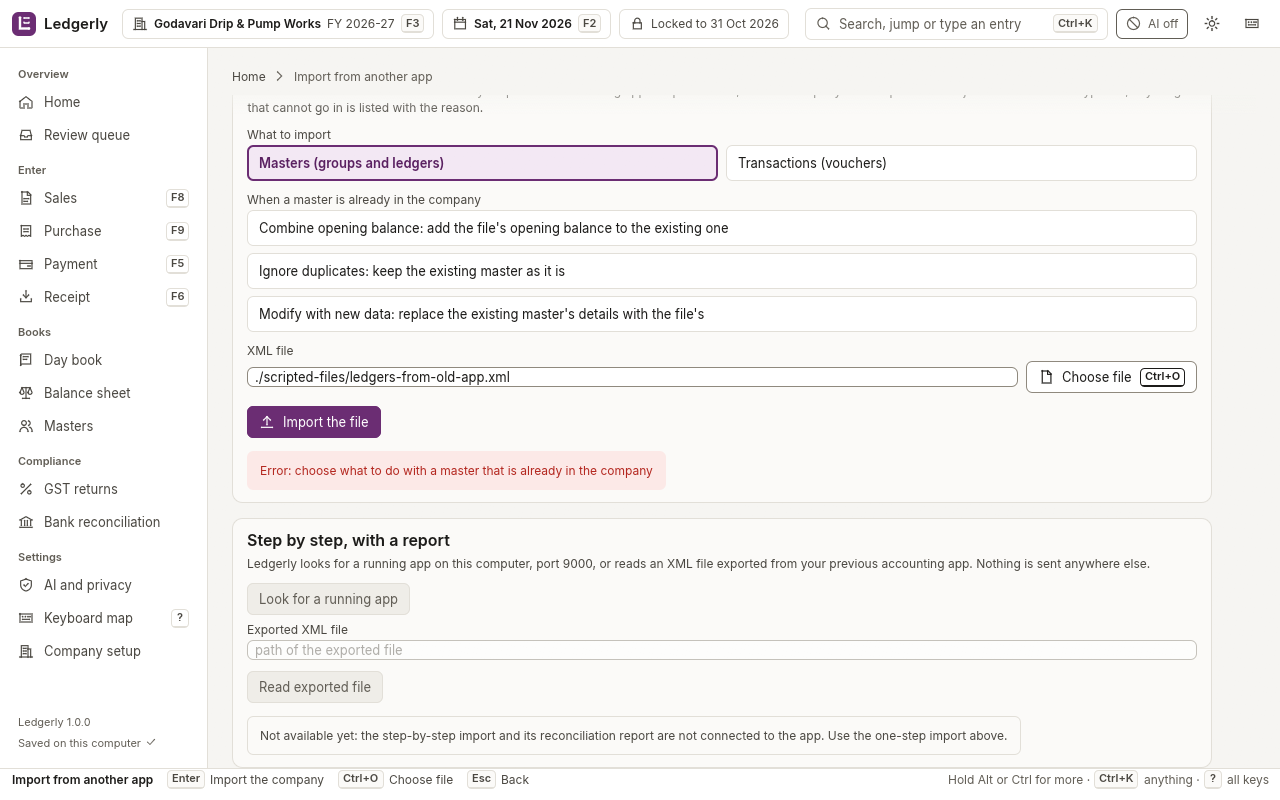 Ledgerly
Godavari Drip & Pump Works FY 2026-27 F3
Sat, 21 Nov 2026 F2
Locked to 31 Oct 2026
Search, jump or type an entry Ctrl+K
AI off
Overview
Home
Review queue
Enter
Sales F8
Purchase F9
Payment F5
Receipt F6
Books
Day book
Balance sheet
Masters
Compliance
GST returns
Bank reconciliation
Settings
AI and privacy
Keyboard map ?
Company setup
Ledgerly 1.0.0
Saved on this computer
Home > Import from another app
that cannot go in is listed with the reason.
What to import
Masters (groups and ledgers)
Transactions (vouchers)
When a master is already in the company
Combine opening balance: add the file's opening balance to the existing one
Ignore duplicates: keep the existing master as it is
Modify with new data: replace the existing master's details with the file's
XML file
./scripted-files/ledgers-from-old-app.xml
Choose file Ctrl+O
Import the file
Error: choose what to do with a master that is already in the company
Step by step, with a report
Ledgerly looks for a running app on this computer, port 9000, or reads an XML file exported from your previous accounting app. Nothing is sent anywhere else.
Look for a running app
Exported XML file
path of the exported file
Read exported file
Not available yet: the step-by-step import and its reconciliation report are not connected to the app. Use the one-step import above.
Import from another app Enter Import the company Ctrl+O Choose file Esc Back
Hold Alt or Ctrl for more · Ctrl+K anything · ? all keys